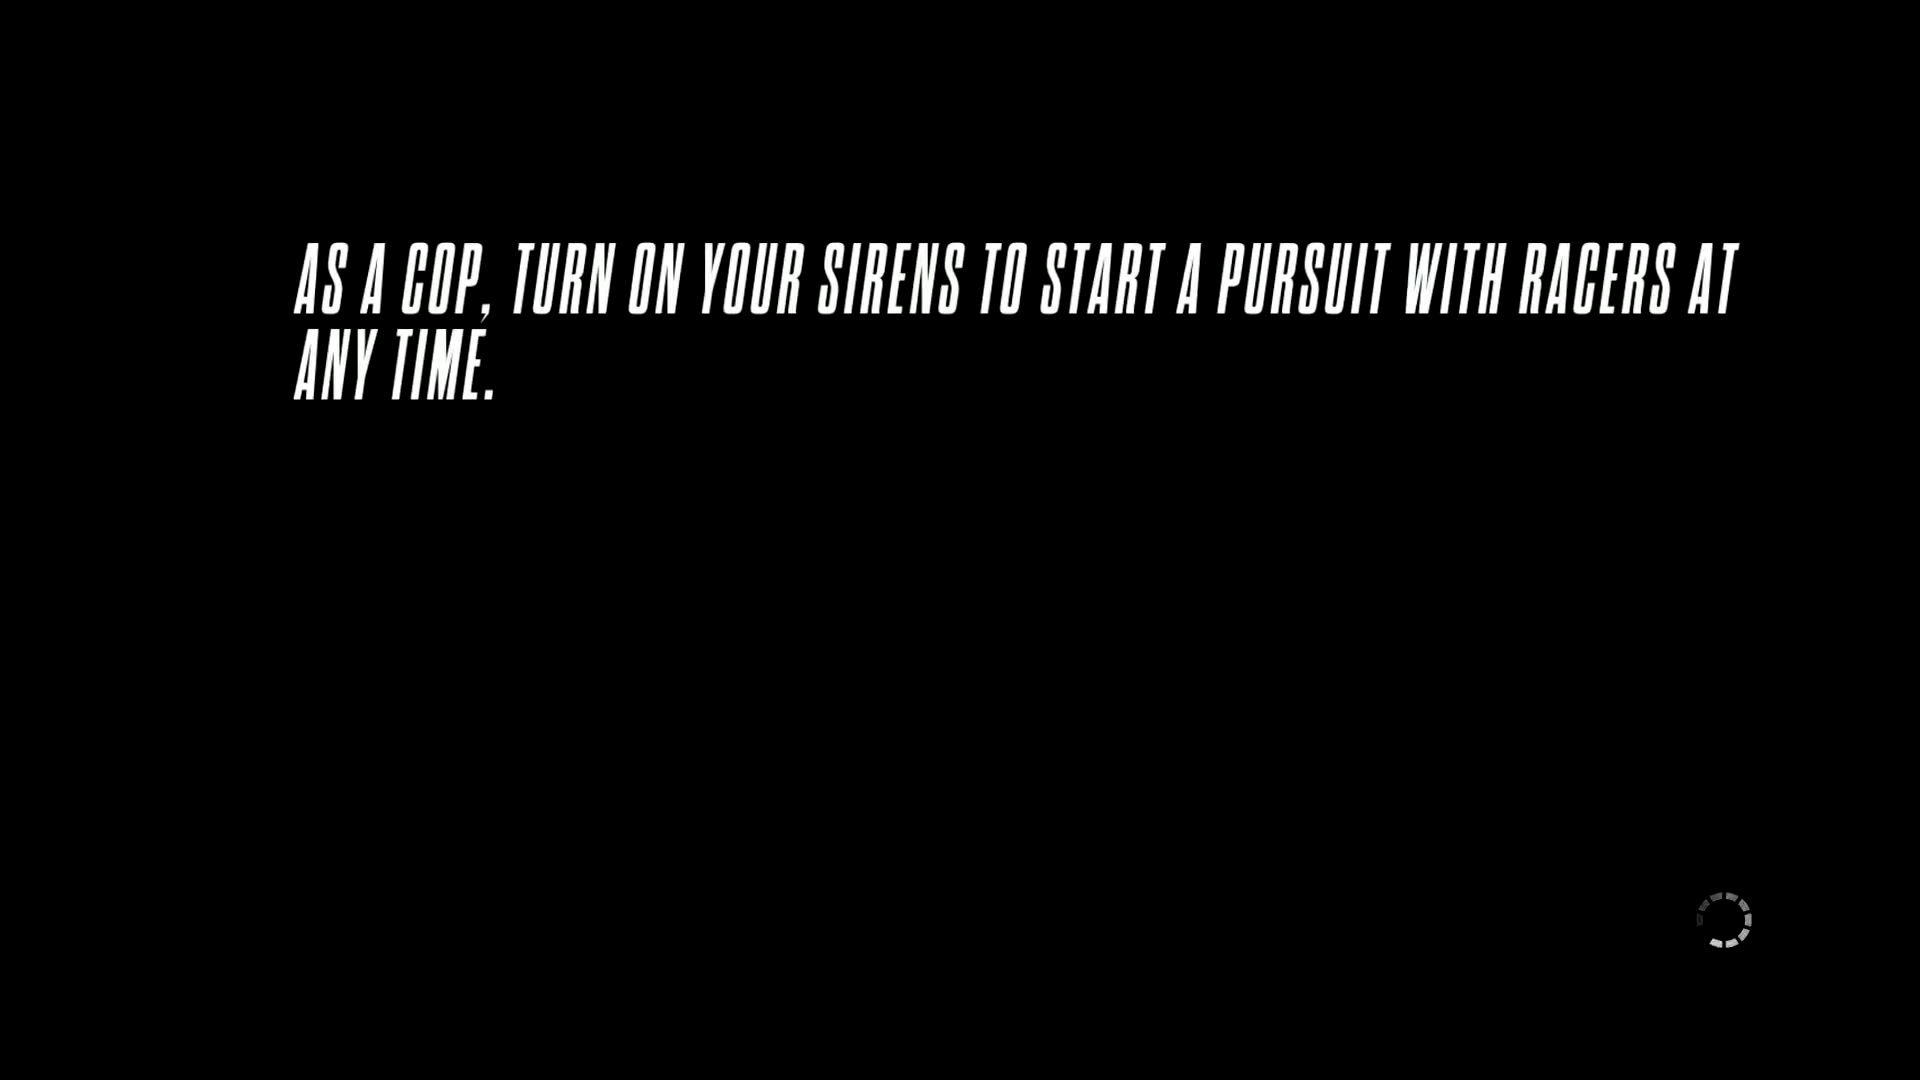 AS A COP, TURN ON YOUR SIRENS TO START A PURSUIT WITH RACERS AT
ANY TIME.